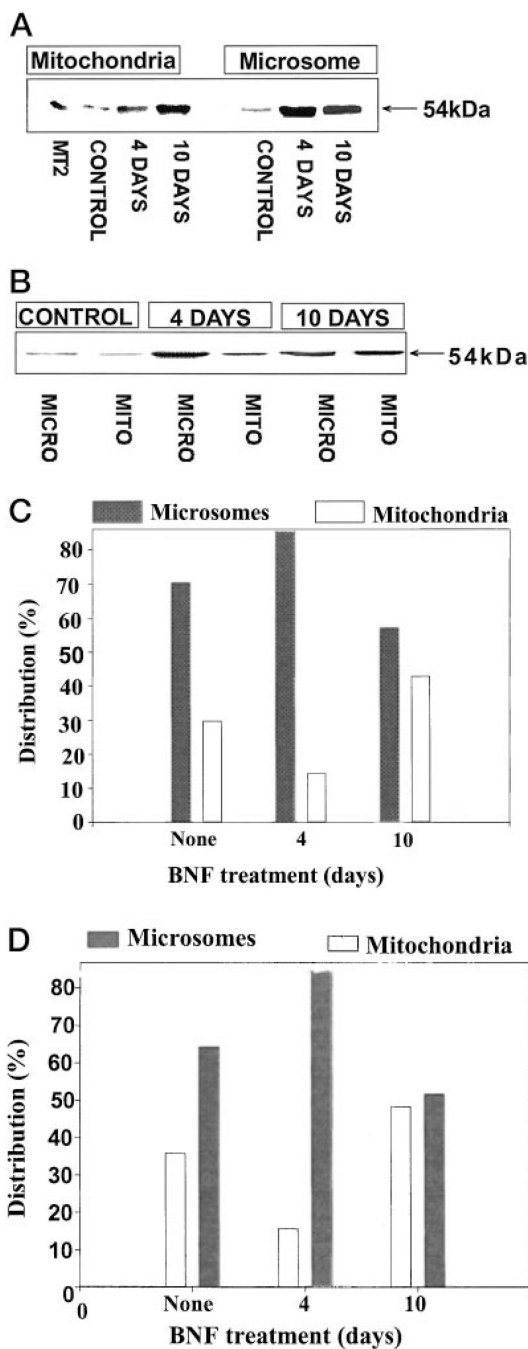 A
Mitochondria Microsome
54kDa
MT2 CONTROL 4 DAYS 10 DAYS CONTROL 4 DAYS 10 DAYS
B
CONTROL 4 DAYS 10 DAYS
54kDa
MICRO MITO MICRO MITO MICRO MITO
C
Microsomes Mitochondria
80
70
60
50
40
30
20
10
0
Distribution (%)
None 4 10
BNF treatment (days)
D
Microsomes Mitochondria
80
70
60
50
40
30
20
10
0
Distribution (%)
0 None 4 10
BNF treatment (days)